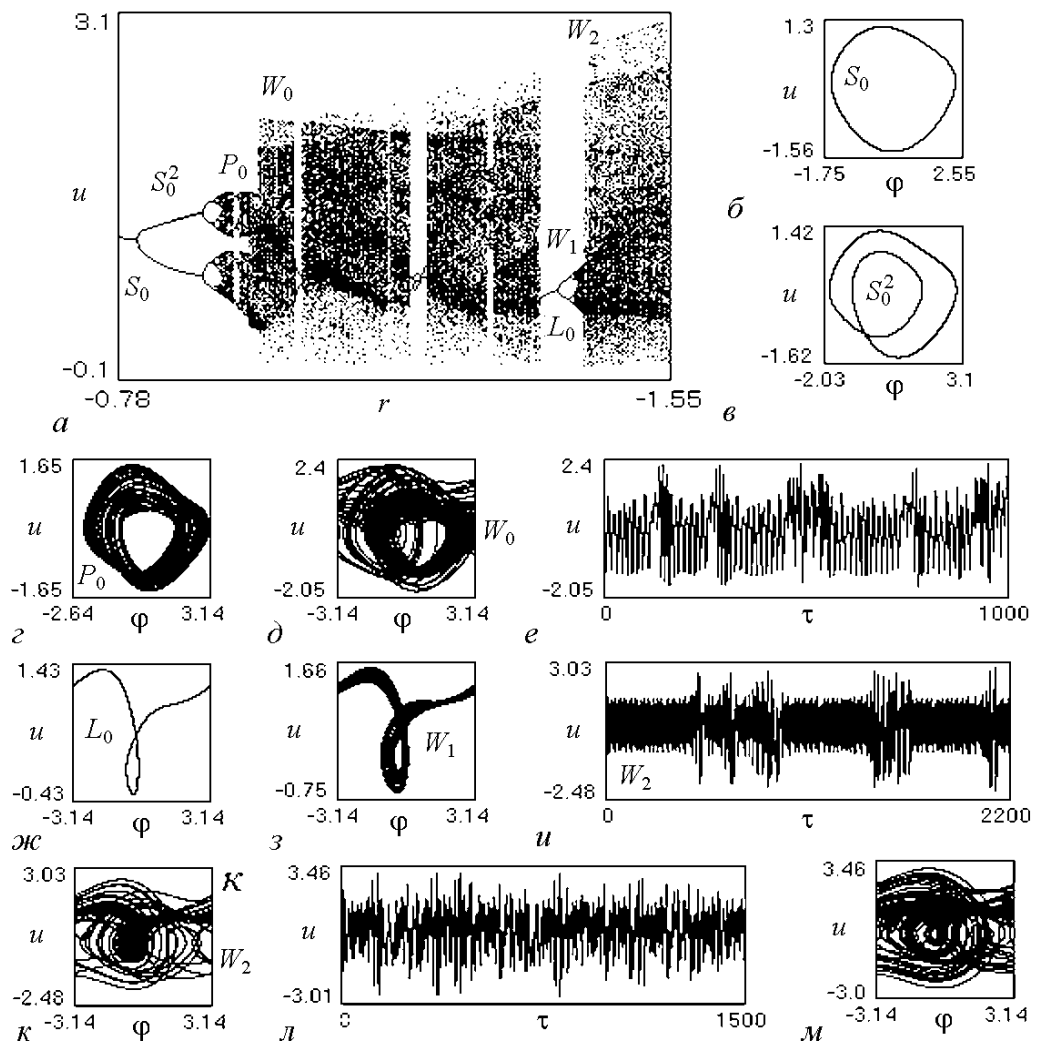 3.1
W₂
W₀
P₀
S₀²
u
S₀
W₁
L₀
-0.1
-0.78
r
-1.55
а
1.3
S₀
u
-1.56
-1.75
φ
2.55
б
1.42
u
S₀²
-1.62
-2.03
φ
3.1
в
1.65
u
P₀
-1.65
-2.64
φ
3.14
г
2.4
u
W₀
-2.05
-3.14
φ
3.14
д
2.4
u
-2.05
0
τ
1000
е
1.43
u
L₀
-0.43
-3.14
φ
3.14
ж
1.66
u
W₁
-0.75
-3.14
φ
3.14
з
3.03
u
W₂
-2.48
0
τ
2200
и
3.03
к
u
W₂
-2.48
-3.14
φ
3.14
к
3.46
u
-3.01
0
τ
1500
л
3.46
u
-3.0
-3.14
φ
3.14
м